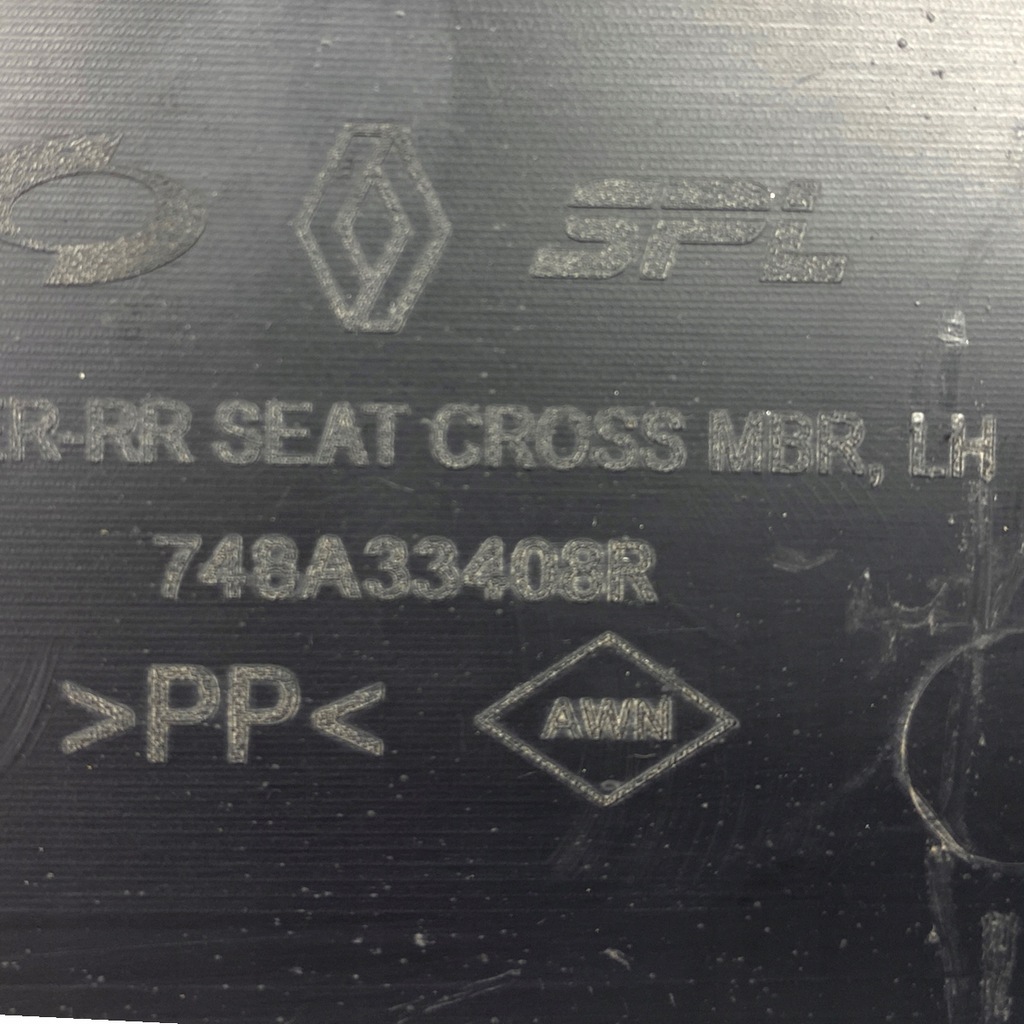 SPL
ER-RR SEAT CROSS MBR, LH
748A33408R
>PP<
AWN